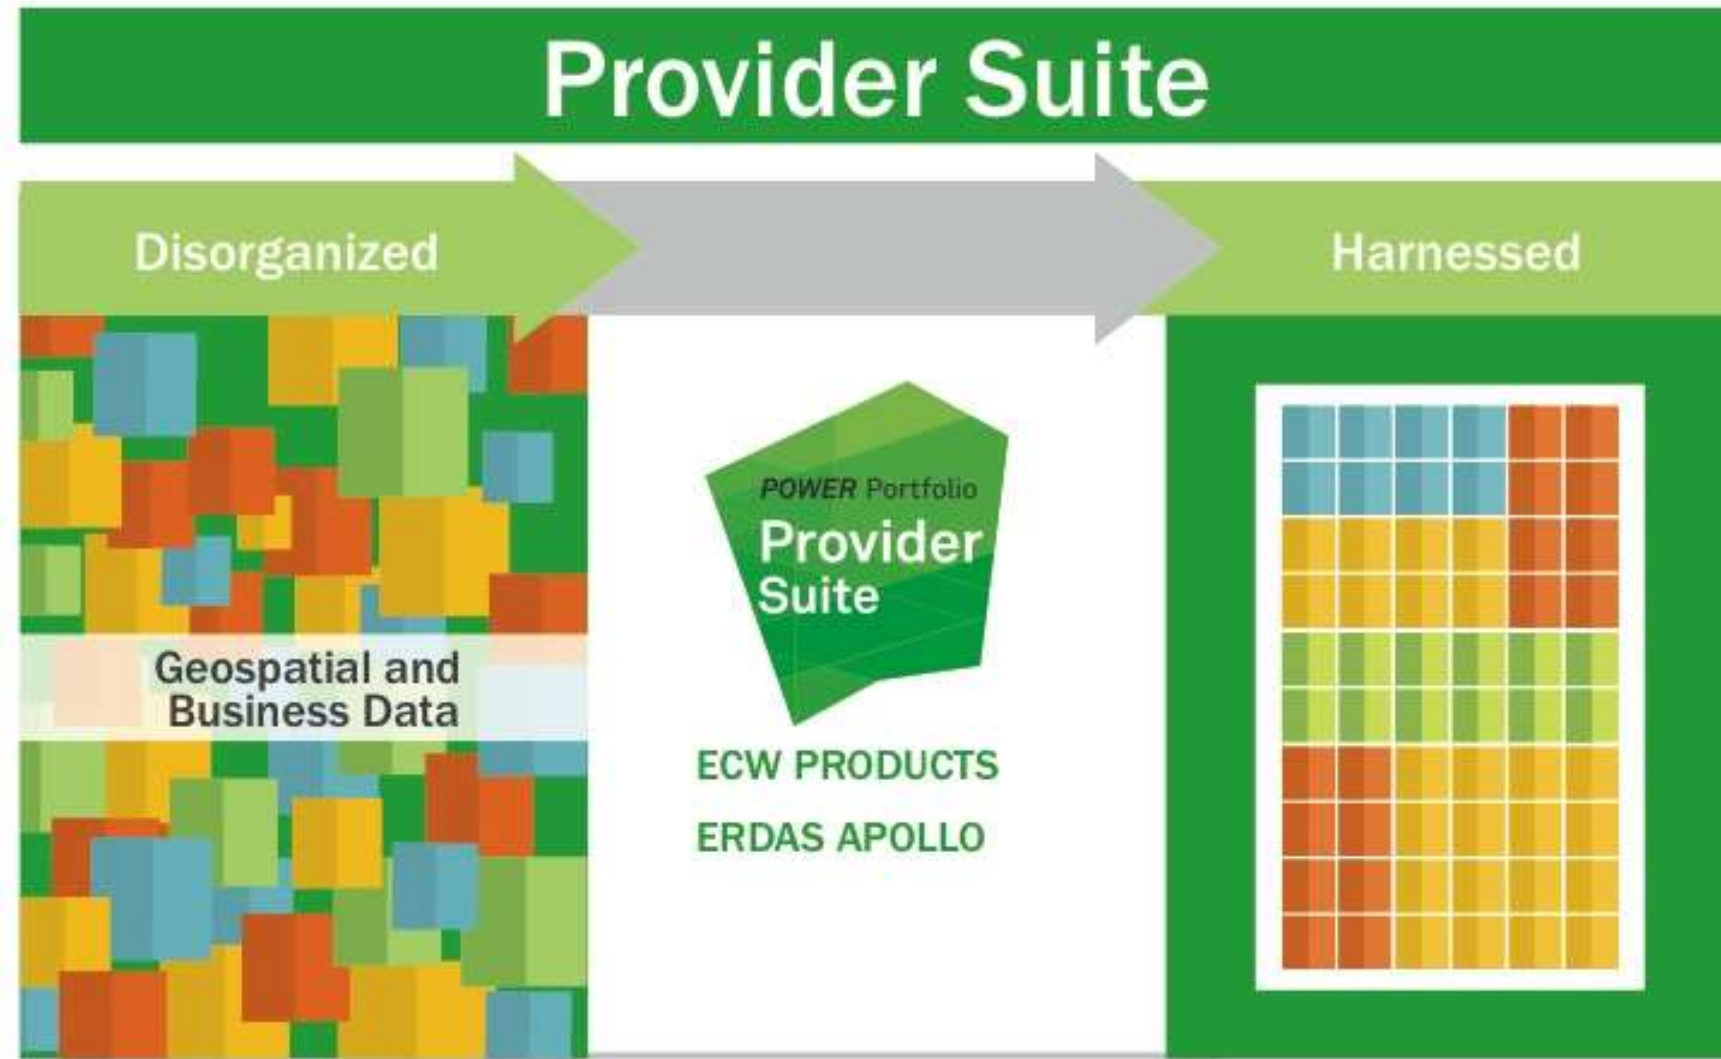 Provider Suite
Disorganized
Harnessed
Geospatial and
Business Data
POWER Portfolio
Provider
Suite
ECW PRODUCTS
ERDAS APOLLO